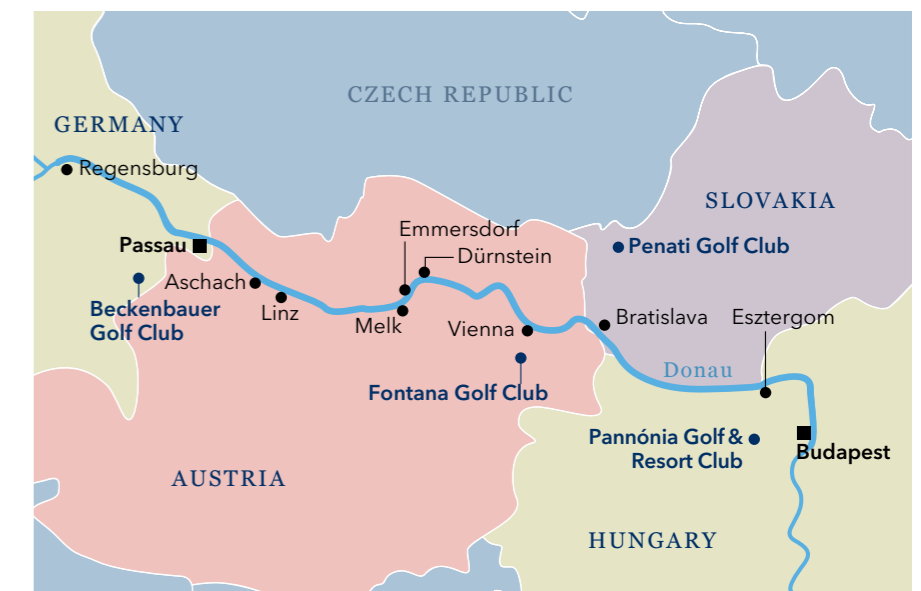 CZECH REPUBLIC
GERMANY
Regensburg
SLOVAKIA
Emmersdorf
Passau
Penati Golf Club
Dürnstein
Aschach
Beckenbauer
Golf Club
Linz
Melk
Vienna
Bratislava
Esztergom
Donau
Fontana Golf Club
Pannónia Golf &
Resort Club
Budapest
AUSTRIA
HUNGARY